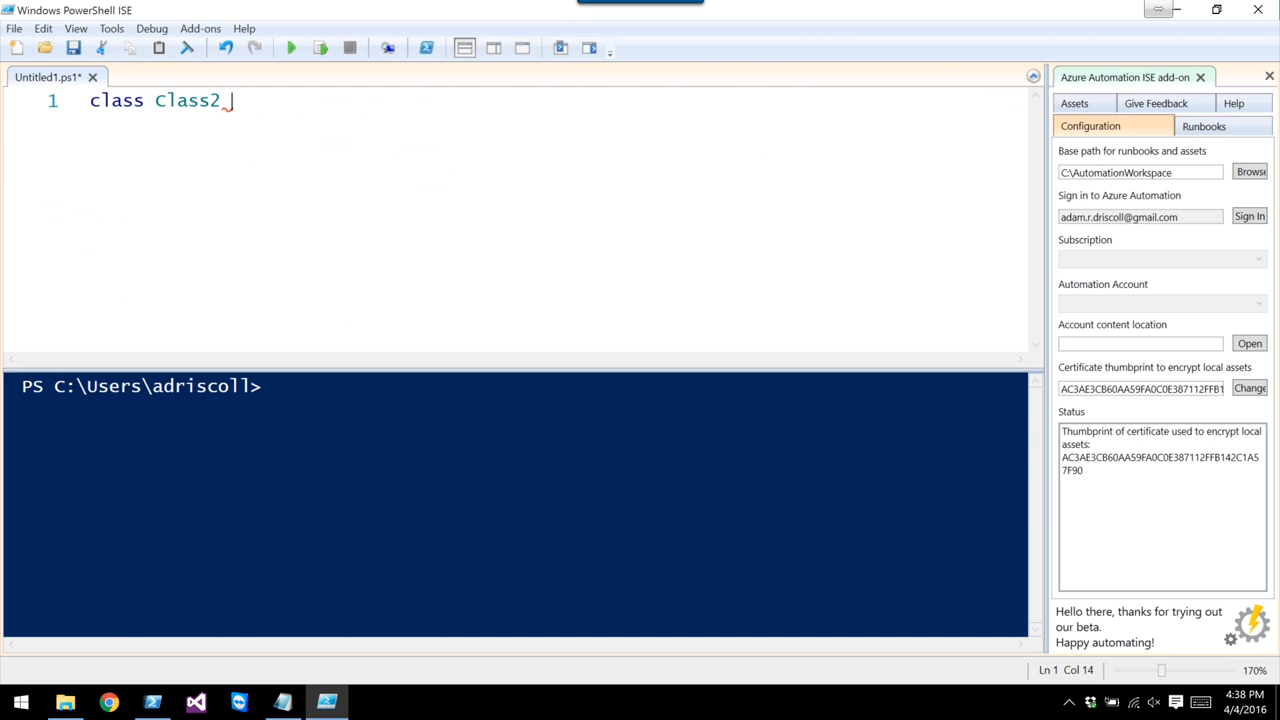 Windows PowerShell ISE
File Edit View Tools Debug Add-ons Help
Untitled1.ps1*
1 class Class2
PS C:\Users\adriscoll>
Azure Automation ISE add-on
Assets Give Feedback Help
Configuration Runbooks
Base path for runbooks and assets
C:\AutomationWorkspace Browse
Sign in to Azure Automation
adam.r.driscoll@gmail.com Sign In
Subscription
Automation Account
Account content location
Open
Certificate thumbprint to encrypt local assets
AC3AE3CB60AA59FA0C0E387112FFB1 Change
Status
Thumbprint of certificate used to encrypt local
assets:
AC3AE3CB60AA59FA0C0E387112FFB142C1A5
7F90
Hello there, thanks for trying out
our beta.
Happy automating!
Ln 1 Col 14 170%
4:38 PM
4/4/2016